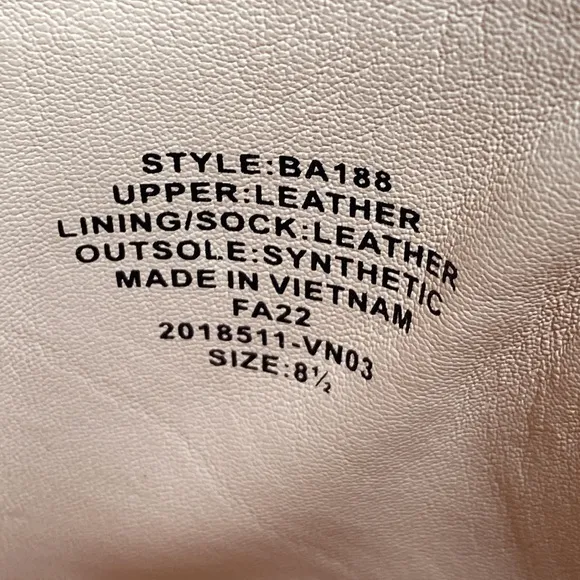 STYLE:BA188
UPPER:LEATHER
LINING/SOCK:LEATHER
OUTSOLE:SYNTHETIC
MADE IN VIETNAM
FA22
2018511-VN03
SIZE:8½